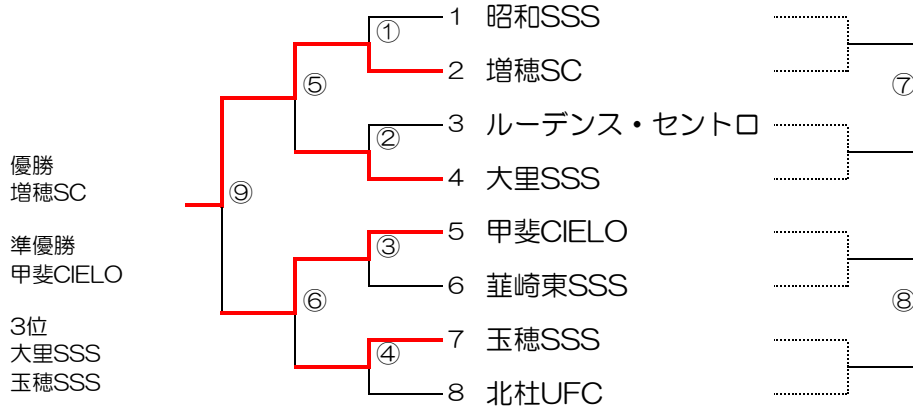 優勝
増穂SC
準優勝
甲斐CIELO
3位
大里SSS
玉穂SSS
⑨
⑤
⑥
①
②
③
④
1 昭和SSS
2 増穂SC
3 ルーデンス・セントロ
4 大里SSS
5 甲斐CIELO
6 韮崎東SSS
7 玉穂SSS
8 北杜UFC
⑦
⑧